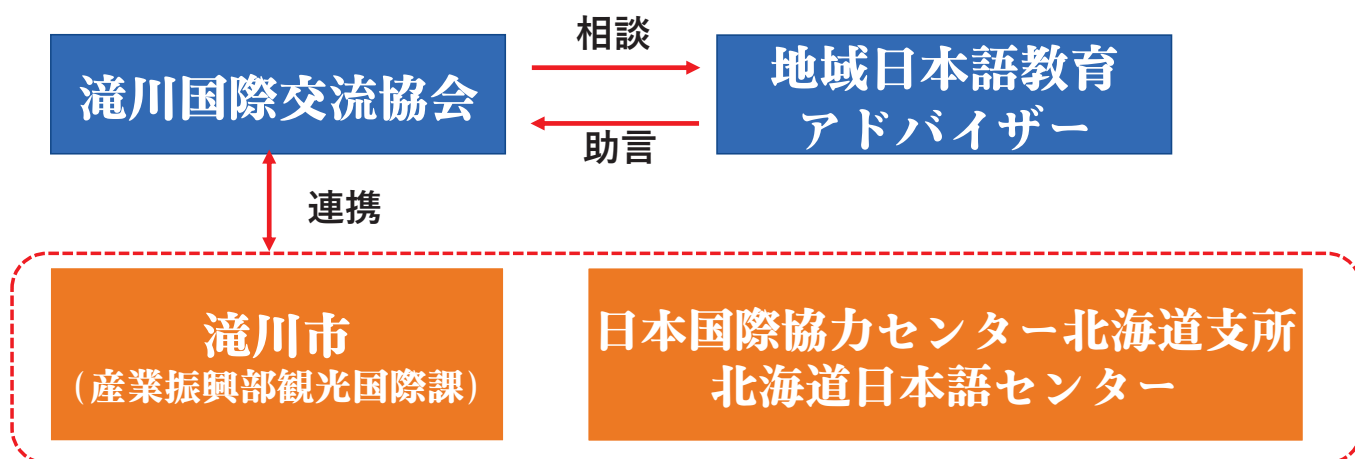 相談
滝川国際交流協会
地域日本語教育
アドバイザー
助言
連携
滝川市
（産業振興部観光国際課）
日本国際協力センター北海道支所
北海道日本語センター